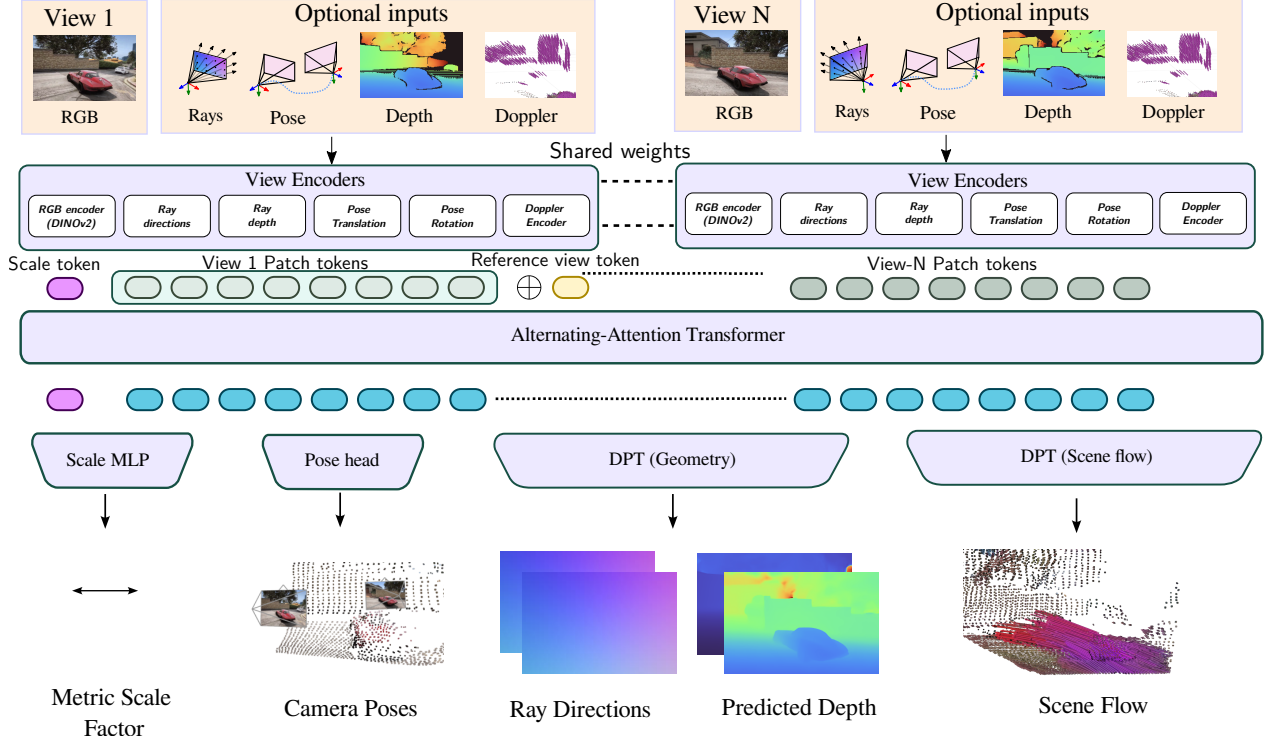 View 1
Optional inputs
RGB
Rays
Pose
Depth
Doppler
View N
Optional inputs
RGB
Rays
Pose
Depth
Doppler
Shared weights
View Encoders
RGB encoder
(DINOv2)
Ray
directions
Ray
depth
Pose
Translation
Pose
Rotation
Doppler
Encoder
View Encoders
RGB encoder
(DINOv2)
Ray
directions
Ray
depth
Pose
Translation
Pose
Rotation
Doppler
Encoder
Scale token
View 1 Patch tokens
Reference view token
View-N Patch tokens
Alternating-Attention Transformer
Scale MLP
Pose head
DPT (Geometry)
DPT (Scene flow)
Metric Scale
Factor
Camera Poses
Ray Directions
Predicted Depth
Scene Flow